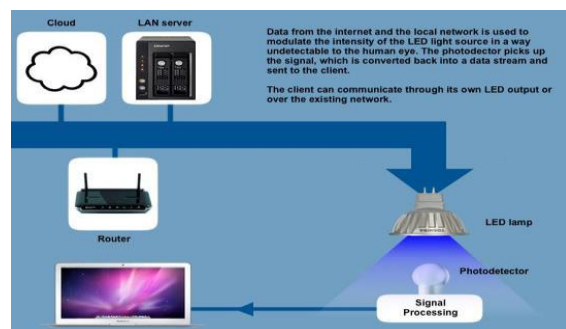 Cloud
LAN server
Data from the internet and the local network is used to
modulate the intensity of the LED light source in a way
undetectable to the human eye. The photodector picks up
the signal, which is converted back into a data stream and
sent to the client.
The client can communicate through its own LED output or
over the existing network.
Router
LED lamp
Photodetector
Signal
Processing